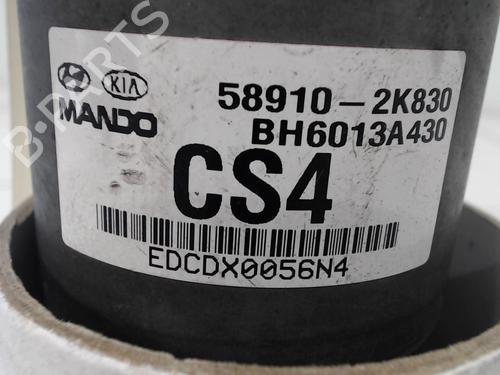 B-PARTS
KIA
MANDO
58910-2K830
BH6013A430
CS4
EDCDX0056N4